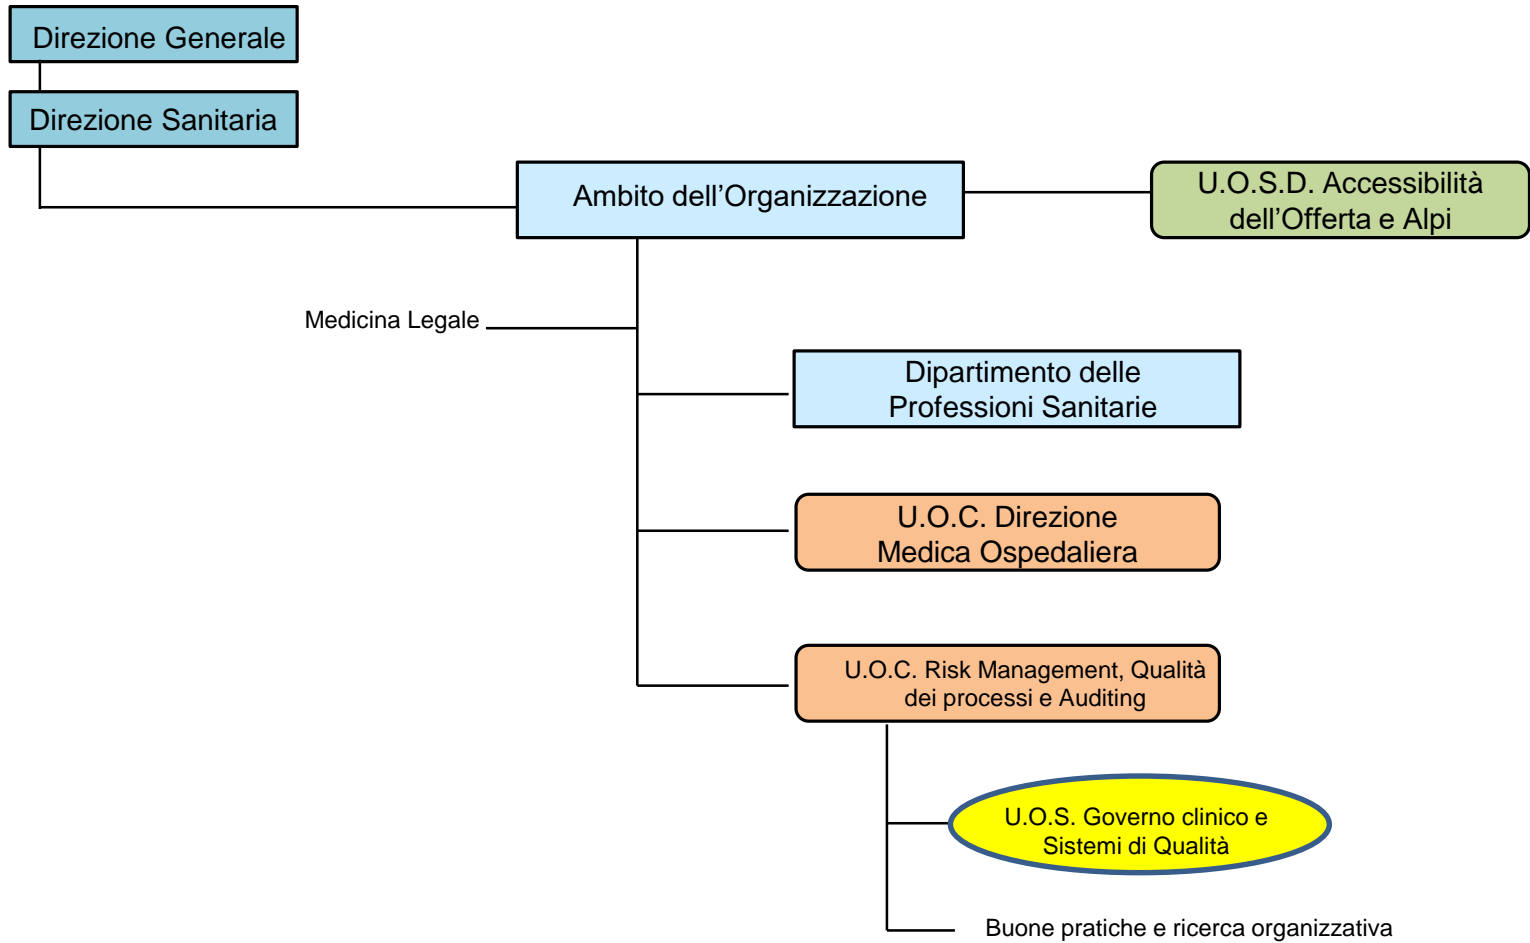 Direzione Generale
Direzione Sanitaria
Ambito dell’Organizzazione
U.O.S.D. Accessibilità
dell’Offerta e Alpi
Medicina Legale
Dipartimento delle
Professioni Sanitarie
U.O.C. Direzione
Medica Ospedaliera
U.O.C. Risk Management, Qualità
dei processi e Auditing
U.O.S. Governo clinico e
Sistemi di Qualità
Buone pratiche e ricerca organizzativa